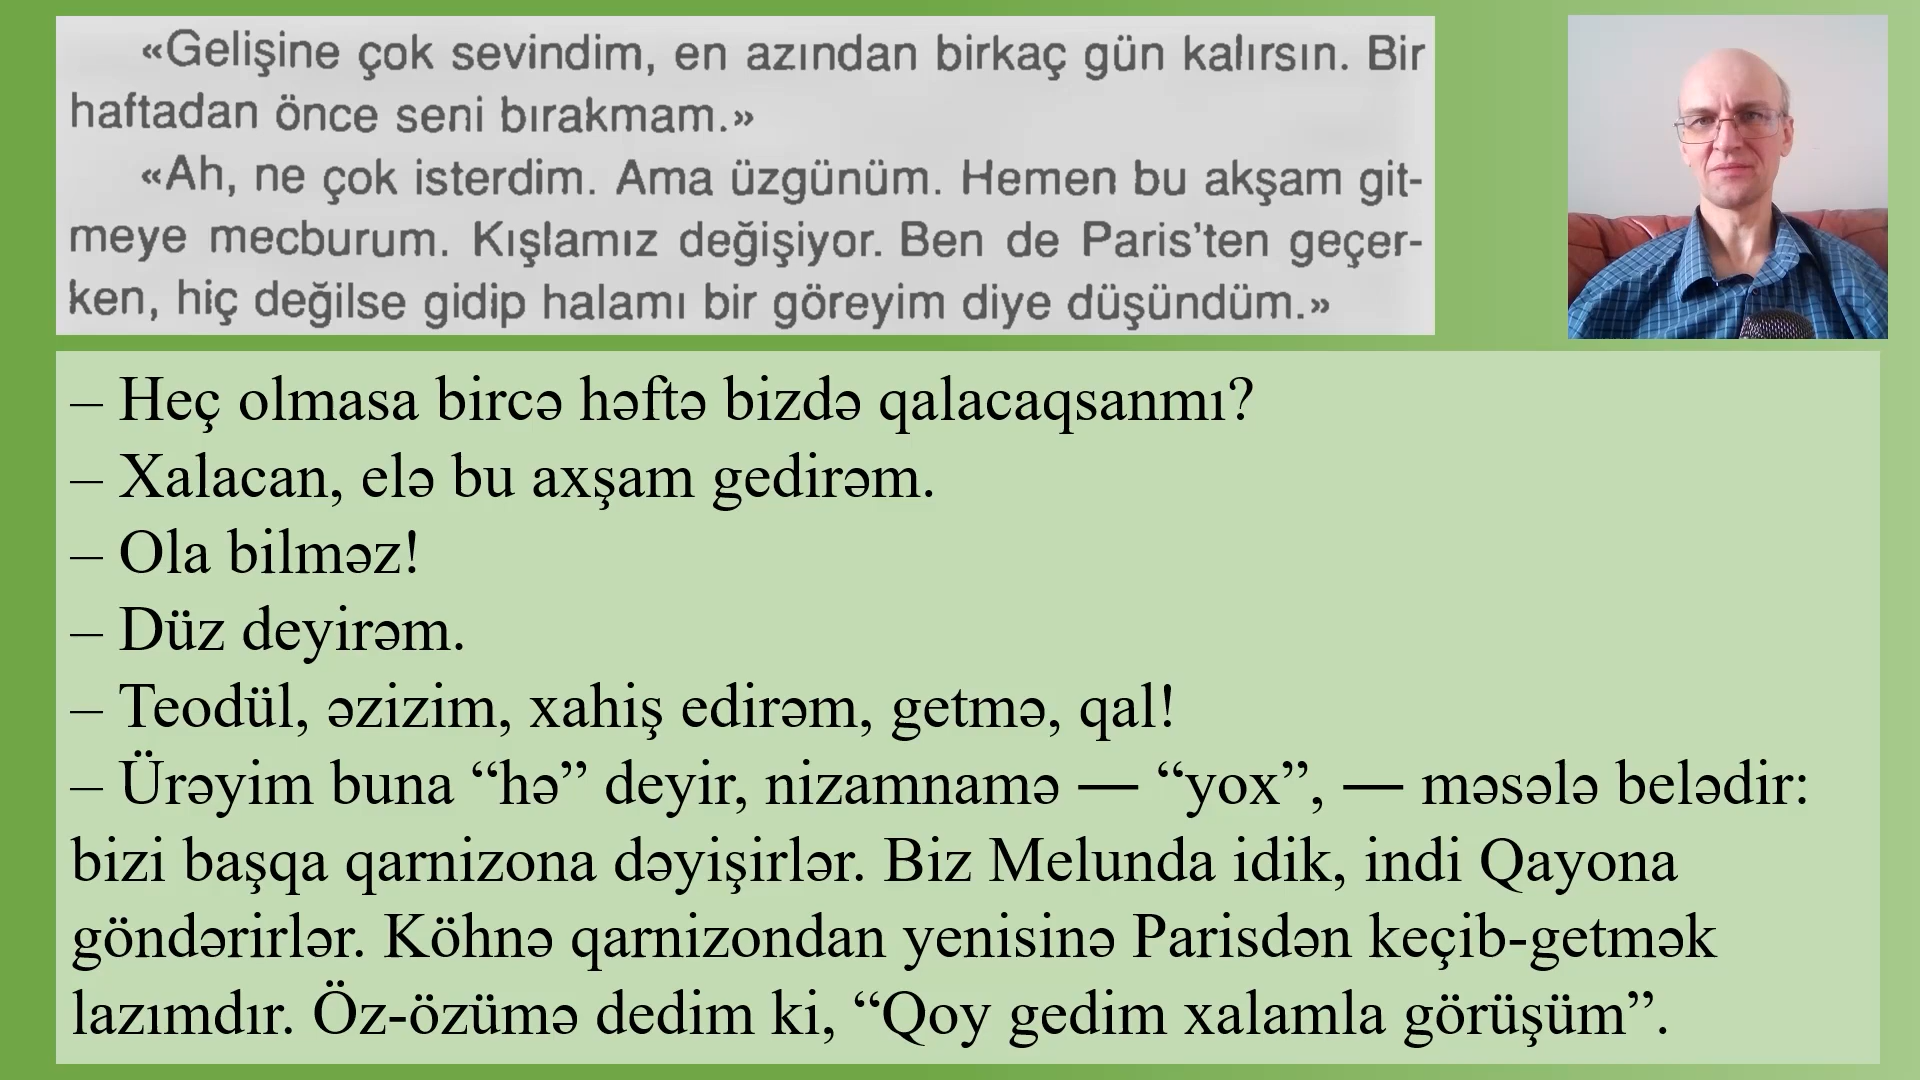 «Gelişine çok sevindim, en azından birkaç gün kalırsın. Bir
haftadan önce seni bırakmam.»
«Ah, ne çok isterdim. Ama üzgünüm. Hemen bu akşam git-
meye mecburum. Kışlamız değişiyor. Ben de Paris’ten geçer-
ken, hiç değilse gidip halamı bir göreyim diye düşündüm.»
– Heç olmasa bircə həftə bizdə qalacaqsanmı?
– Xalacan, elə bu axşam gedirəm.
– Ola bilməz!
– Düz deyirəm.
– Teodül, əzizim, xahiş edirəm, getmə, qal!
– Ürəyim buna “hə” deyir, nizamnamə — “yox”, — məsələ belədir:
bizi başqa qarnizona dəyişirlər. Biz Melunda idik, indi Qayona
göndərirlər. Köhnə qarnizondan yenisinə Parisdən keçib-getmək
lazımdır. Öz-özümə dedim ki, “Qoy gedim xalamla görüşüm”.